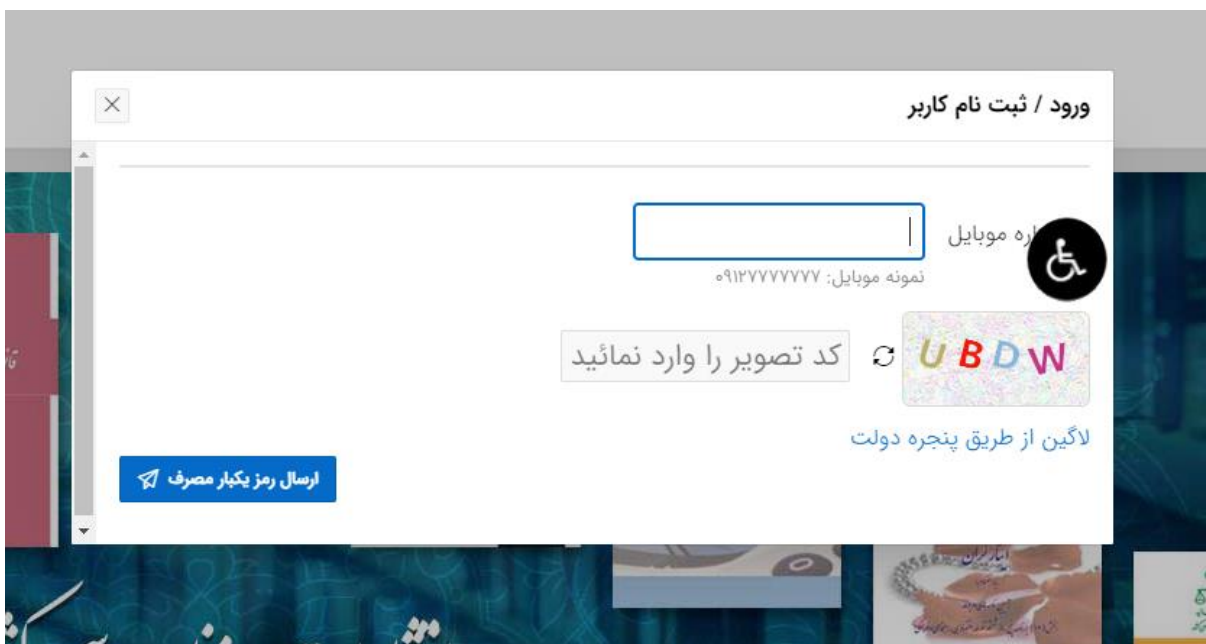 ورود / ثبت نام کاربر
اره موبایل
نمونه موبایل: ۰۹۱۲۷۷۷۷۷۷۷
UBDW
کد تصویر را وارد نمائید
لاگین از طریق پنجره دولت
ارسال رمز یکبار مصرف